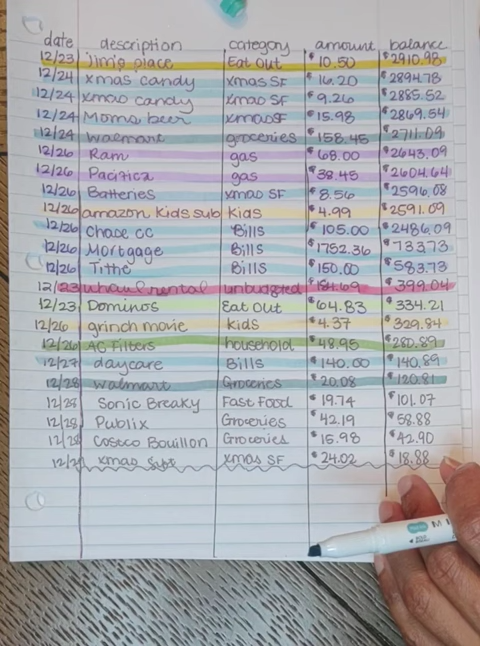 date description category amount balance
12/23 Jim's place Eat Out $10.50 $2910.98
12/24 xmas candy xmas SF $16.20 $2894.78
12/24 xmas candy xmas SF $9.26 $2885.52
12/24 Moms beer xmas SF $15.98 $2869.54
12/24 Walmart groceries $158.45 $2711.09
12/26 Ram gas $68.00 $2643.09
12/26 Pacifica gas $38.45 $2604.64
12/26 Batteries xmas SF $8.56 $2596.08
12/26 amazon Kids sub Kids $4.99 $2591.09
12/26 Chase CC Bills $105.00 $2486.09
12/26 Mortgage Bills $1752.36 $733.73
12/26 Tithe Bills $150.00 $583.73
12/23 uhaul rental unbudgeted $184.69 $399.04
12/23 Dominos Eat Out $64.83 $334.21
12/26 grinch movie Kids $4.37 $329.84
12/26 AC Filters household $48.95 $280.89
12/27 daycare Bills $140.00 $140.89
12/28 Walmart Groceries $20.08 $120.81
12/28 Sonic Breaky Fast Food $19.74 $101.07
12/28 Publix Groceries $42.19 $58.88
12/28 Costco Bouillon Groceries $15.98 $42.90
xmas xmas SF $24.02 $18.88